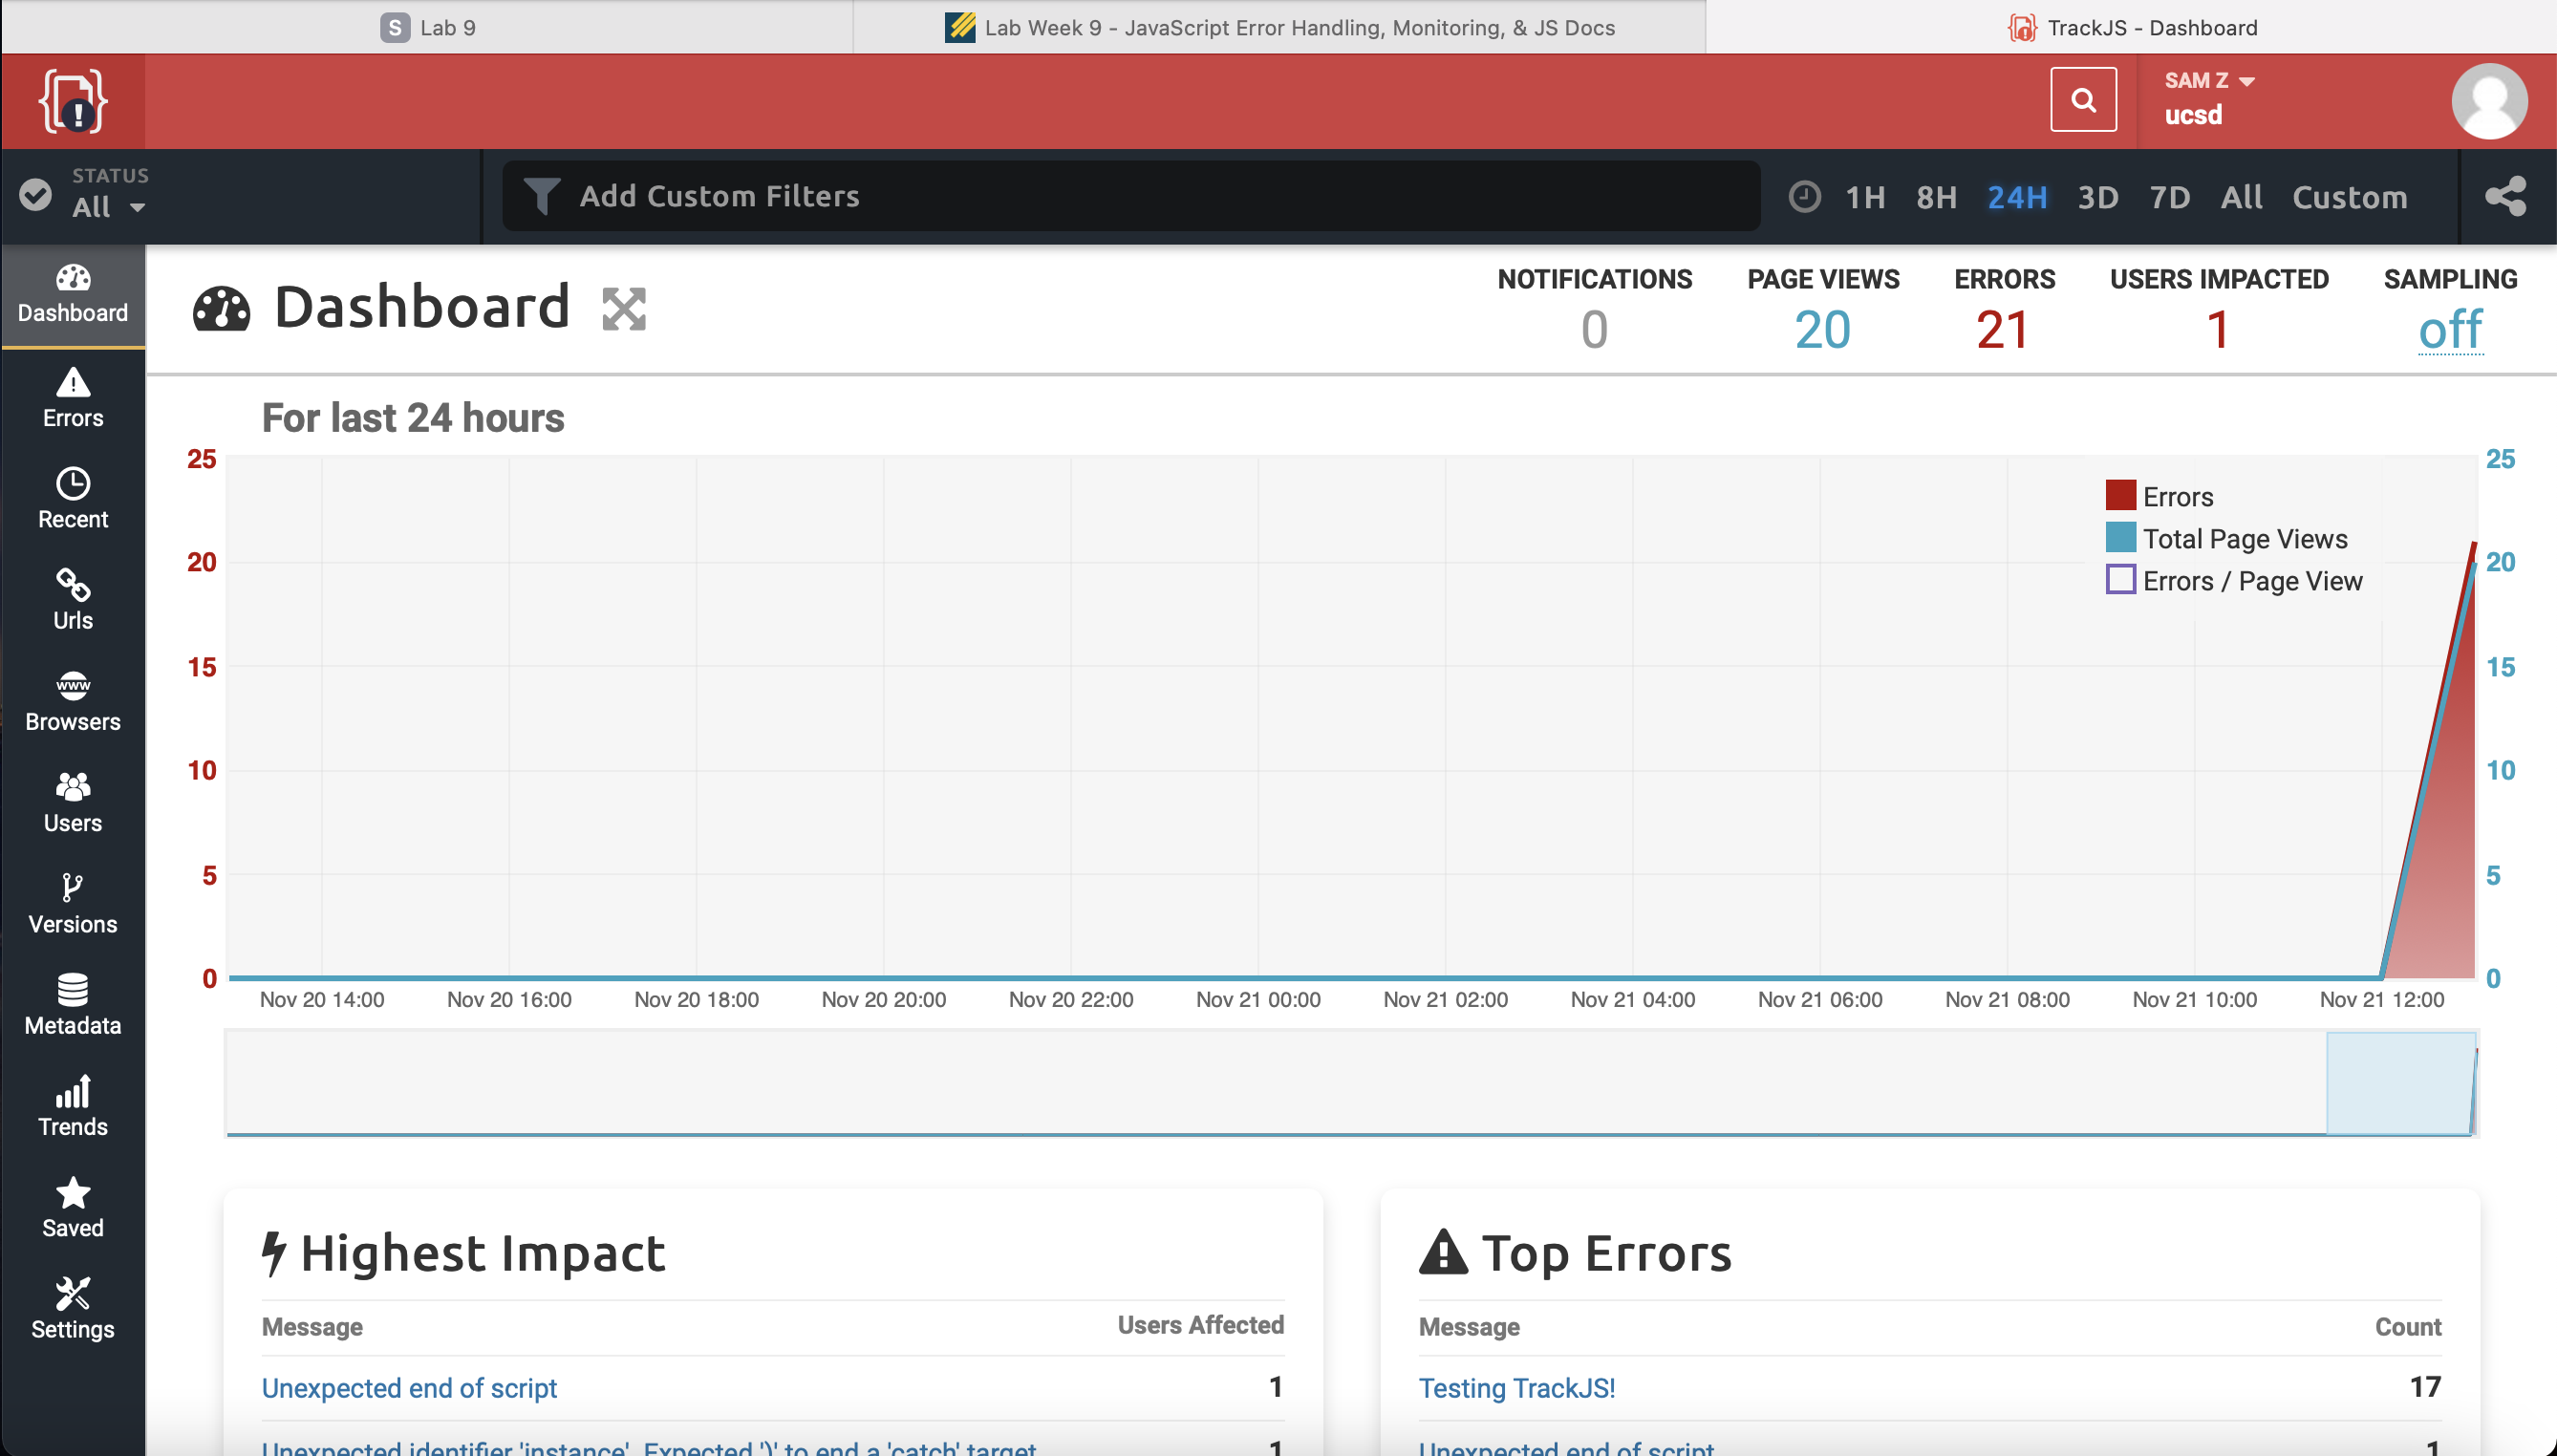 S Lab 9
Lab Week 9 - JavaScript Error Handling, Monitoring, & JS Docs
TrackJS - Dashboard
SAM Z
ucsd
STATUS
All
Add Custom Filters
1H 8H 24H 3D 7D All Custom
Dashboard
Errors
Recent
Urls
www
Browsers
Users
Versions
Metadata
Trends
Saved
Settings
Dashboard
NOTIFICATIONS
0
PAGE VIEWS
20
ERRORS
21
USERS IMPACTED
1
SAMPLING
off
For last 24 hours
25
20
15
10
5
0
Errors
Total Page Views
Errors / Page View
25
20
15
10
5
0
Nov 20 14:00 Nov 20 16:00 Nov 20 18:00 Nov 20 20:00 Nov 20 22:00 Nov 21 00:00 Nov 21 02:00 Nov 21 04:00 Nov 21 06:00 Nov 21 08:00 Nov 21 10:00 Nov 21 12:00
Highest Impact
Message Users Affected
Unexpected end of script 1
Unexpected identifier 'instance'. Expected ')' to end a 'catch' target. 1
Top Errors
Message Count
Testing TrackJS! 17
Unexpected end of script 1